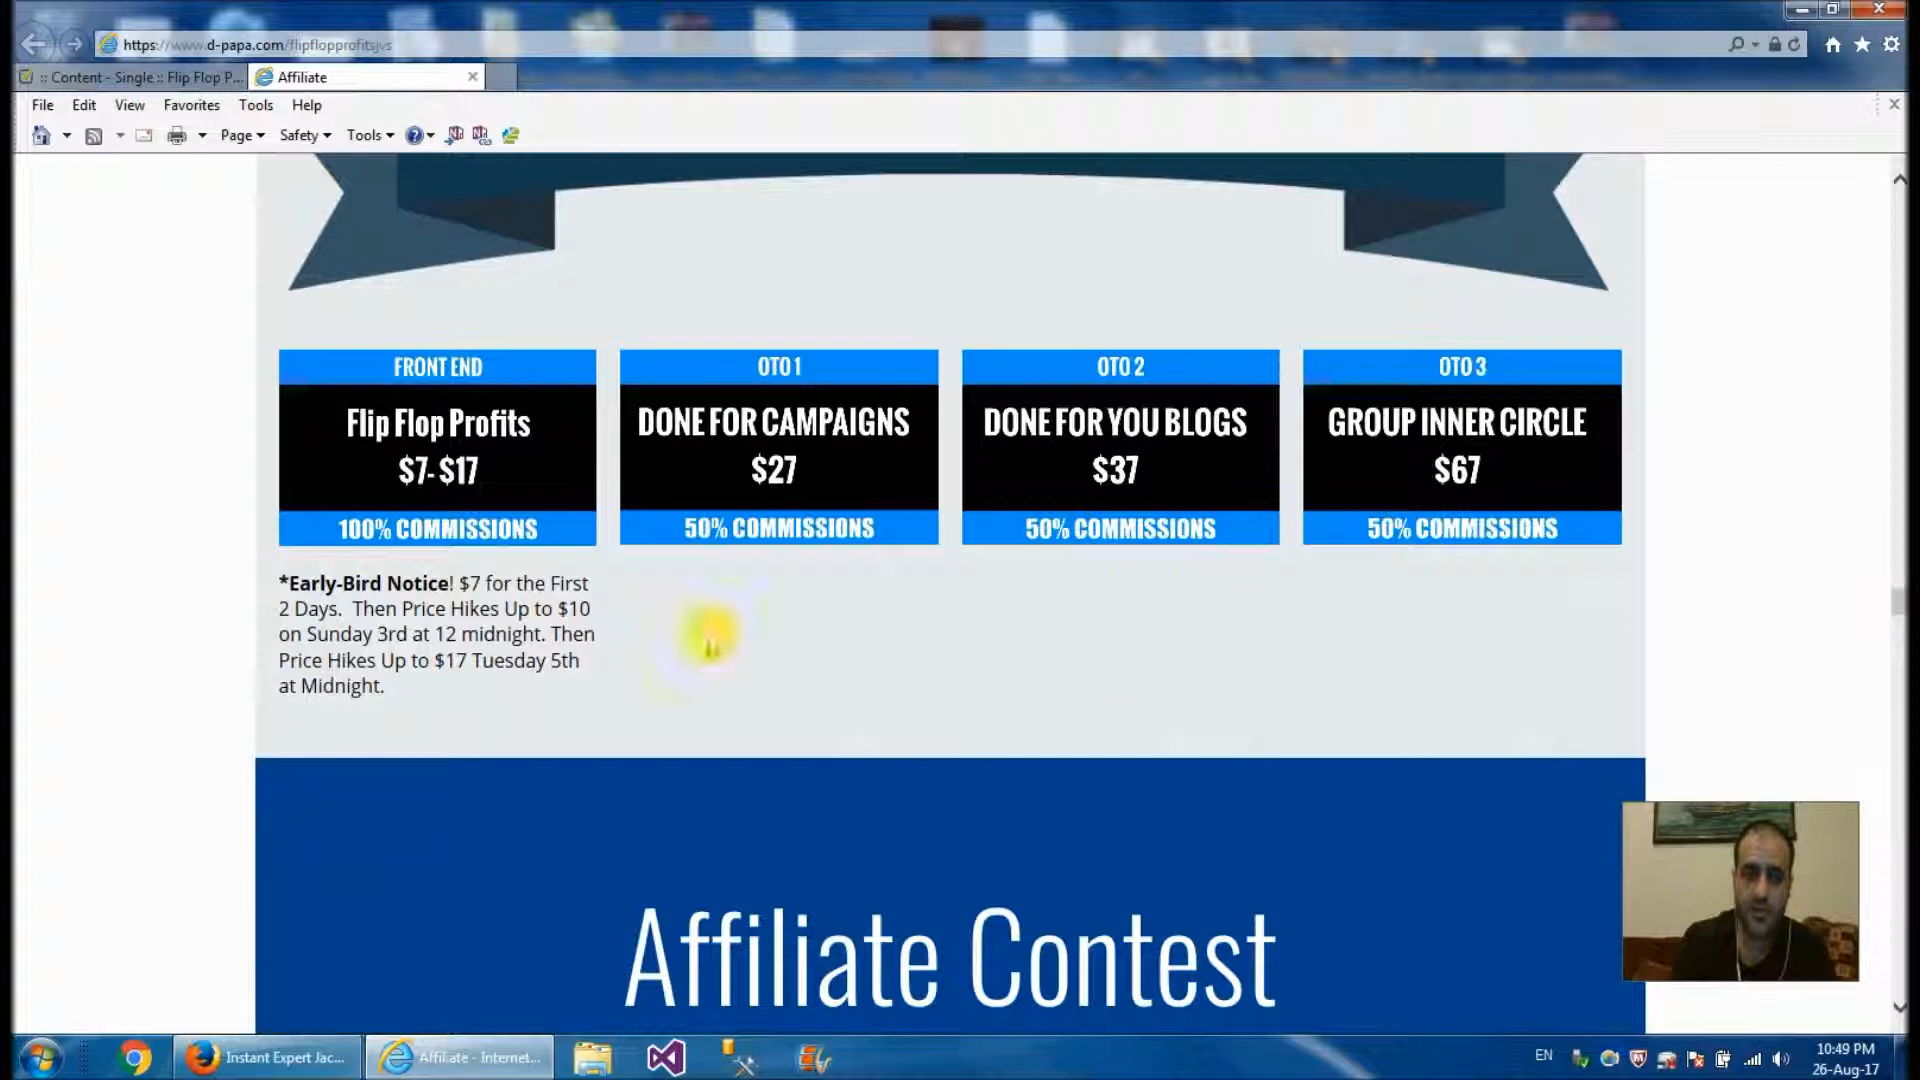 https://www.d-papa.com/flipflopprofitsjvs
:: Content - Single :: Flip Flop P...
Affiliate
File Edit View Favorites Tools Help
Page Safety Tools
FRONT END
Flip Flop Profits
$7- $17
100% COMMISSIONS
OTO 1
DONE FOR CAMPAIGNS
$27
50% COMMISSIONS
OTO 2
DONE FOR YOU BLOGS
$37
50% COMMISSIONS
OTO 3
GROUP INNER CIRCLE
$67
50% COMMISSIONS
*Early-Bird Notice! $7 for the First
2 Days. Then Price Hikes Up to $10
on Sunday 3rd at 12 midnight. Then
Price Hikes Up to $17 Tuesday 5th
at Midnight.
Affiliate Contest
Instant Expert Jac...
Affiliate - Internet...
EN
10:49 PM
26-Aug-17